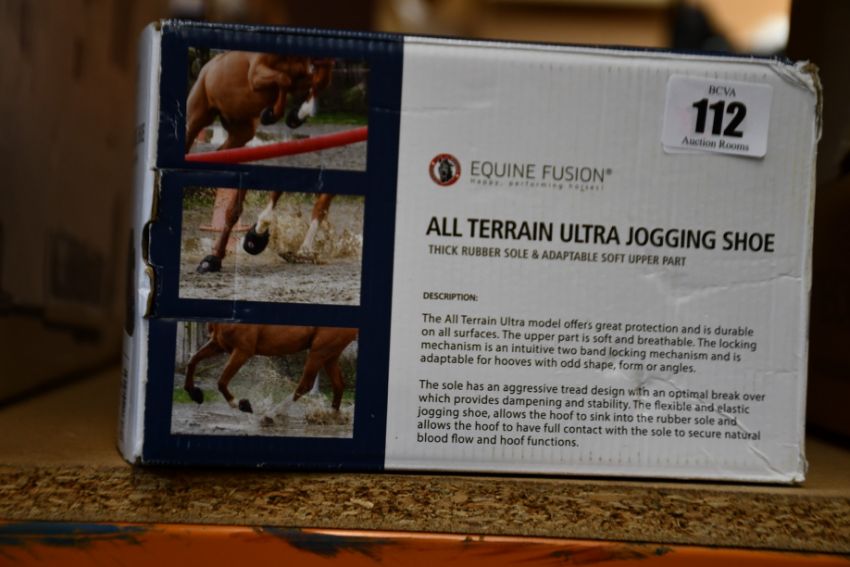 BCVA
112
Auction Rooms
EQUINE FUSION®
Happy, performing horses!
ALL TERRAIN ULTRA JOGGING SHOE
THICK RUBBER SOLE & ADAPTABLE SOFT UPPER PART
DESCRIPTION:
The All Terrain Ultra model offers great protection and is durable
on all surfaces. The upper part is soft and breathable. The locking
mechanism is an intuitive two band locking mechanism and is
adaptable for hooves with odd shape, form or angles.
The sole has an aggressive tread design with an optimal break over
which provides dampening and stability. The flexible and elastic
jogging shoe, allows the hoof to sink into the rubber sole and
allows the hoof to have full contact with the sole to secure natural
blood flow and hoof functions.